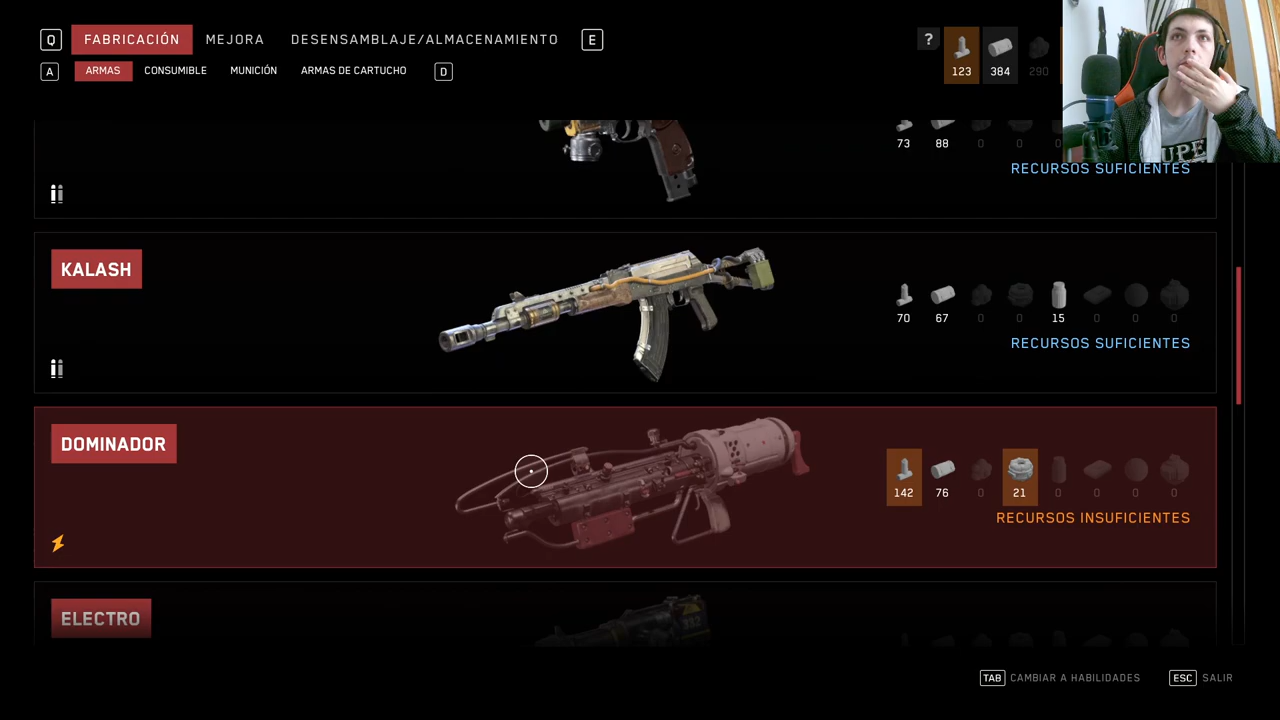 Q FABRICACIÓN MEJORA DESENSAMBLAJE/ALMACENAMIENTO E
? 123 384 290
A ARMAS CONSUMIBLE MUNICIÓN ARMAS DE CARTUCHO D
73 88 0 0 0
RECURSOS SUFICIENTES
KALASH
70 67 0 0 15 0 0 0
RECURSOS SUFICIENTES
DOMINADOR
142 76 0 21 0 0 0 0
RECURSOS INSUFICIENTES
ELECTRO
112
TAB CAMBIAR A HABILIDADES ESC SALIR